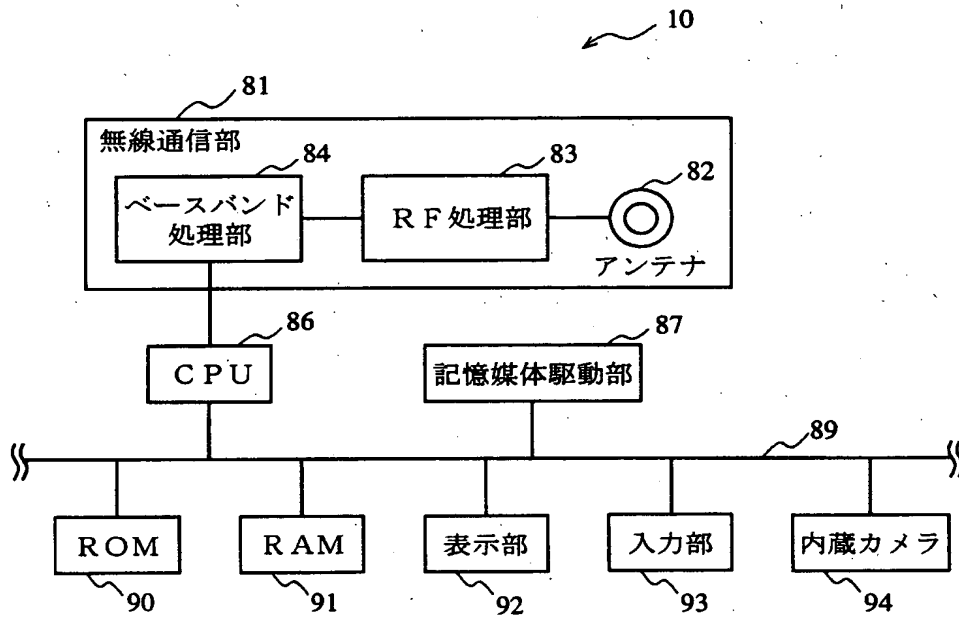 10
81
無線通信部
84
83
82
ベースバンド
処理部
RF処理部
アンテナ
86
87
CPU
記憶媒体駆動部
89
ROM
RAM
表示部
入力部
内蔵カメラ
90
91
92
93
94